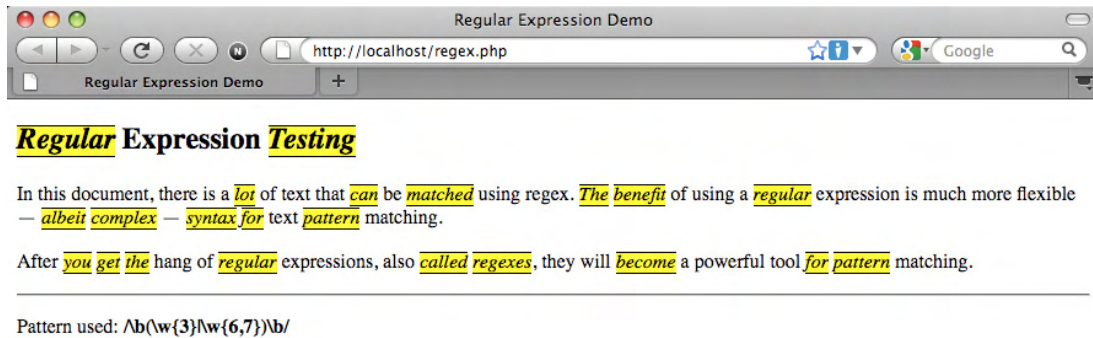 Regular Expression Demo
http://localhost/regex.php
Google
Regular Expression Demo
Regular Expression Testing
In this document, there is a lot of text that can be matched using regex. The benefit of using a regular expression is much more flexible
— albeit complex — syntax for text pattern matching.
After you get the hang of regular expressions, also called regexes, they will become a powerful tool for pattern matching.
Pattern used: /\b(\w{3}|\w{6,7})\b/